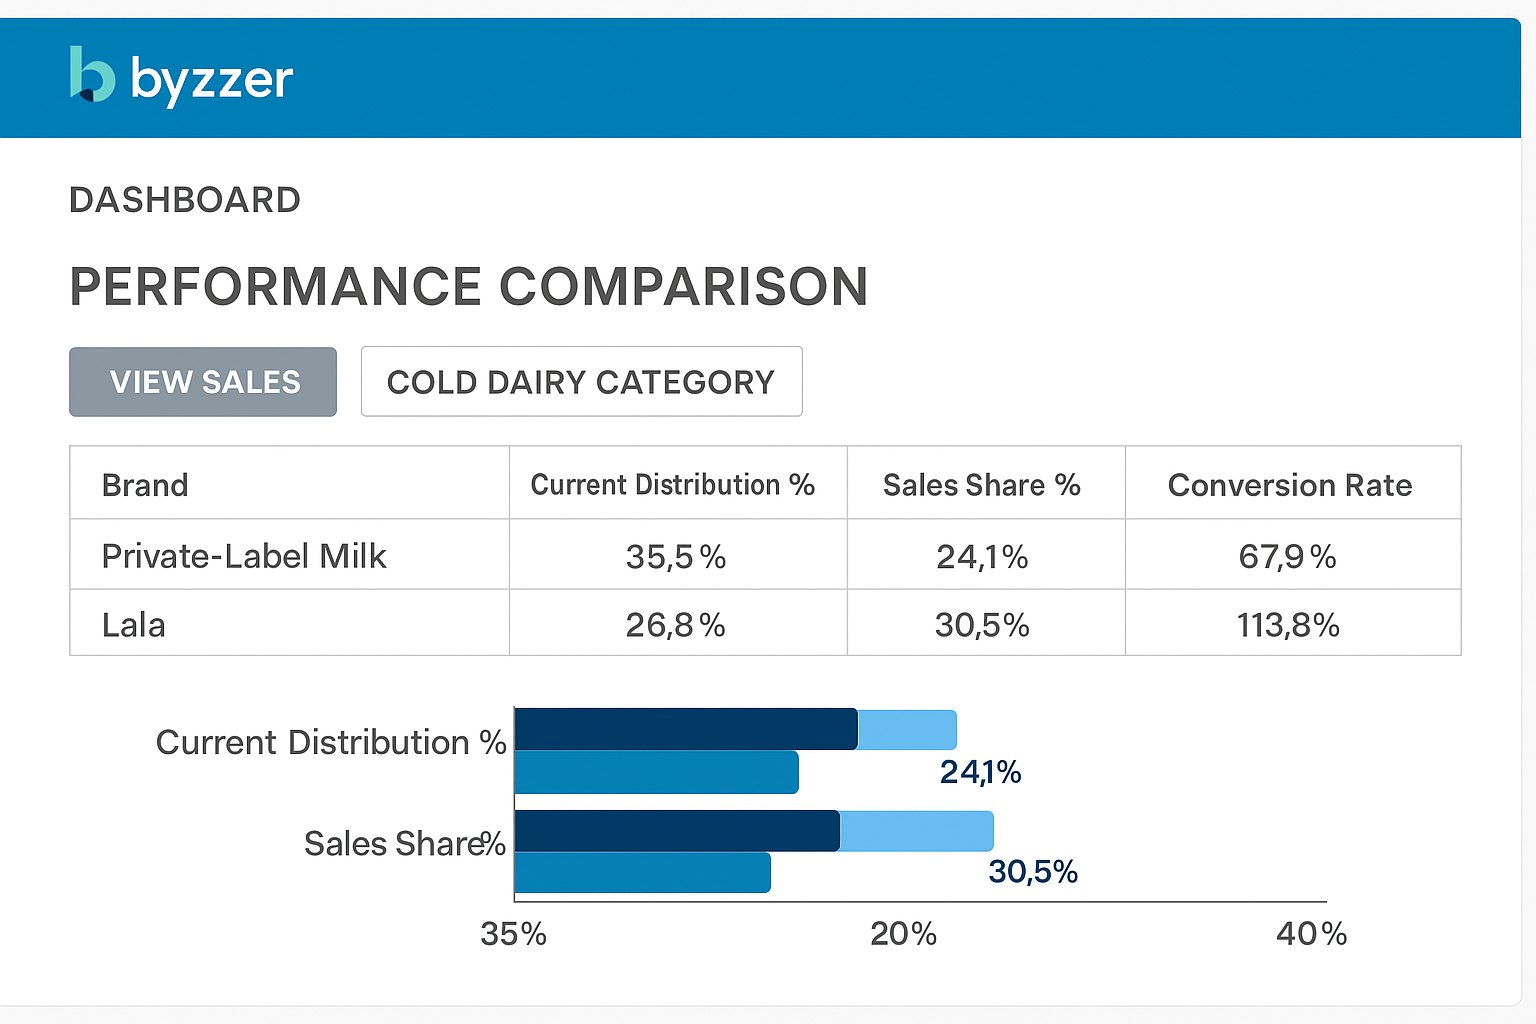 byzzer
DASHBOARD
PERFORMANCE COMPARISON
VIEW SALES COLD DAIRY CATEGORY
Brand Current Distribution % Sales Share % Conversion Rate
Private-Label Milk 35,5% 24,1% 67,9%
Lala 26,8% 30,5% 113,8%
Current Distribution %
24,1%
Sales Share%
30,5%
35% 20% 40%